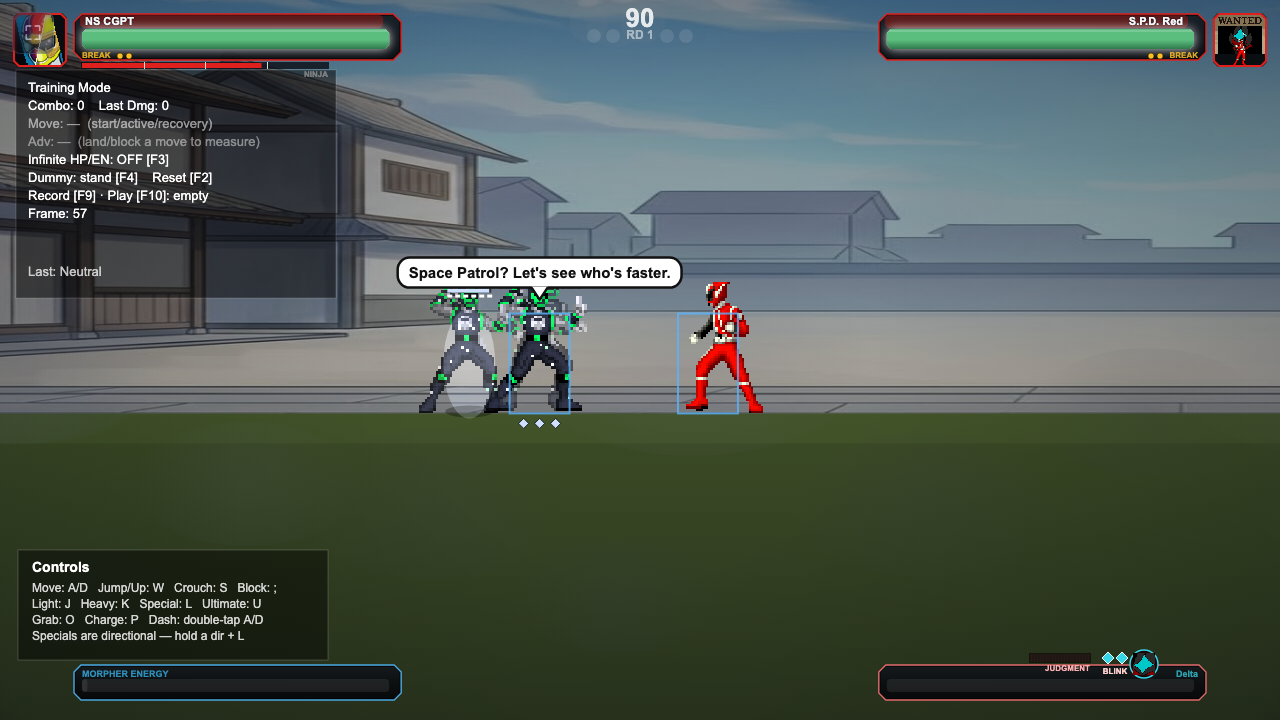 NS CGPT
BREAK
90
RD 1
S.P.D. Red
BREAK
WANTED
NINJA
Training Mode
Combo: 0 Last Dmg: 0
Move: — (start/active/recovery)
Adv: — (land/block a move to measure)
Infinite HP/EN: OFF [F3]
Dummy: stand [F4] Reset [F2]
Record [F9] · Play [F10]: empty
Frame: 57
Last: Neutral
Space Patrol? Let's see who's faster.
Controls
Move: A/D Jump/Up: W Crouch: S Block: ;
Light: J Heavy: K Special: L Ultimate: U
Grab: O Charge: P Dash: double-tap A/D
Specials are directional — hold a dir + L
MORPHER ENERGY
JUDGMENT
BLINK
Delta